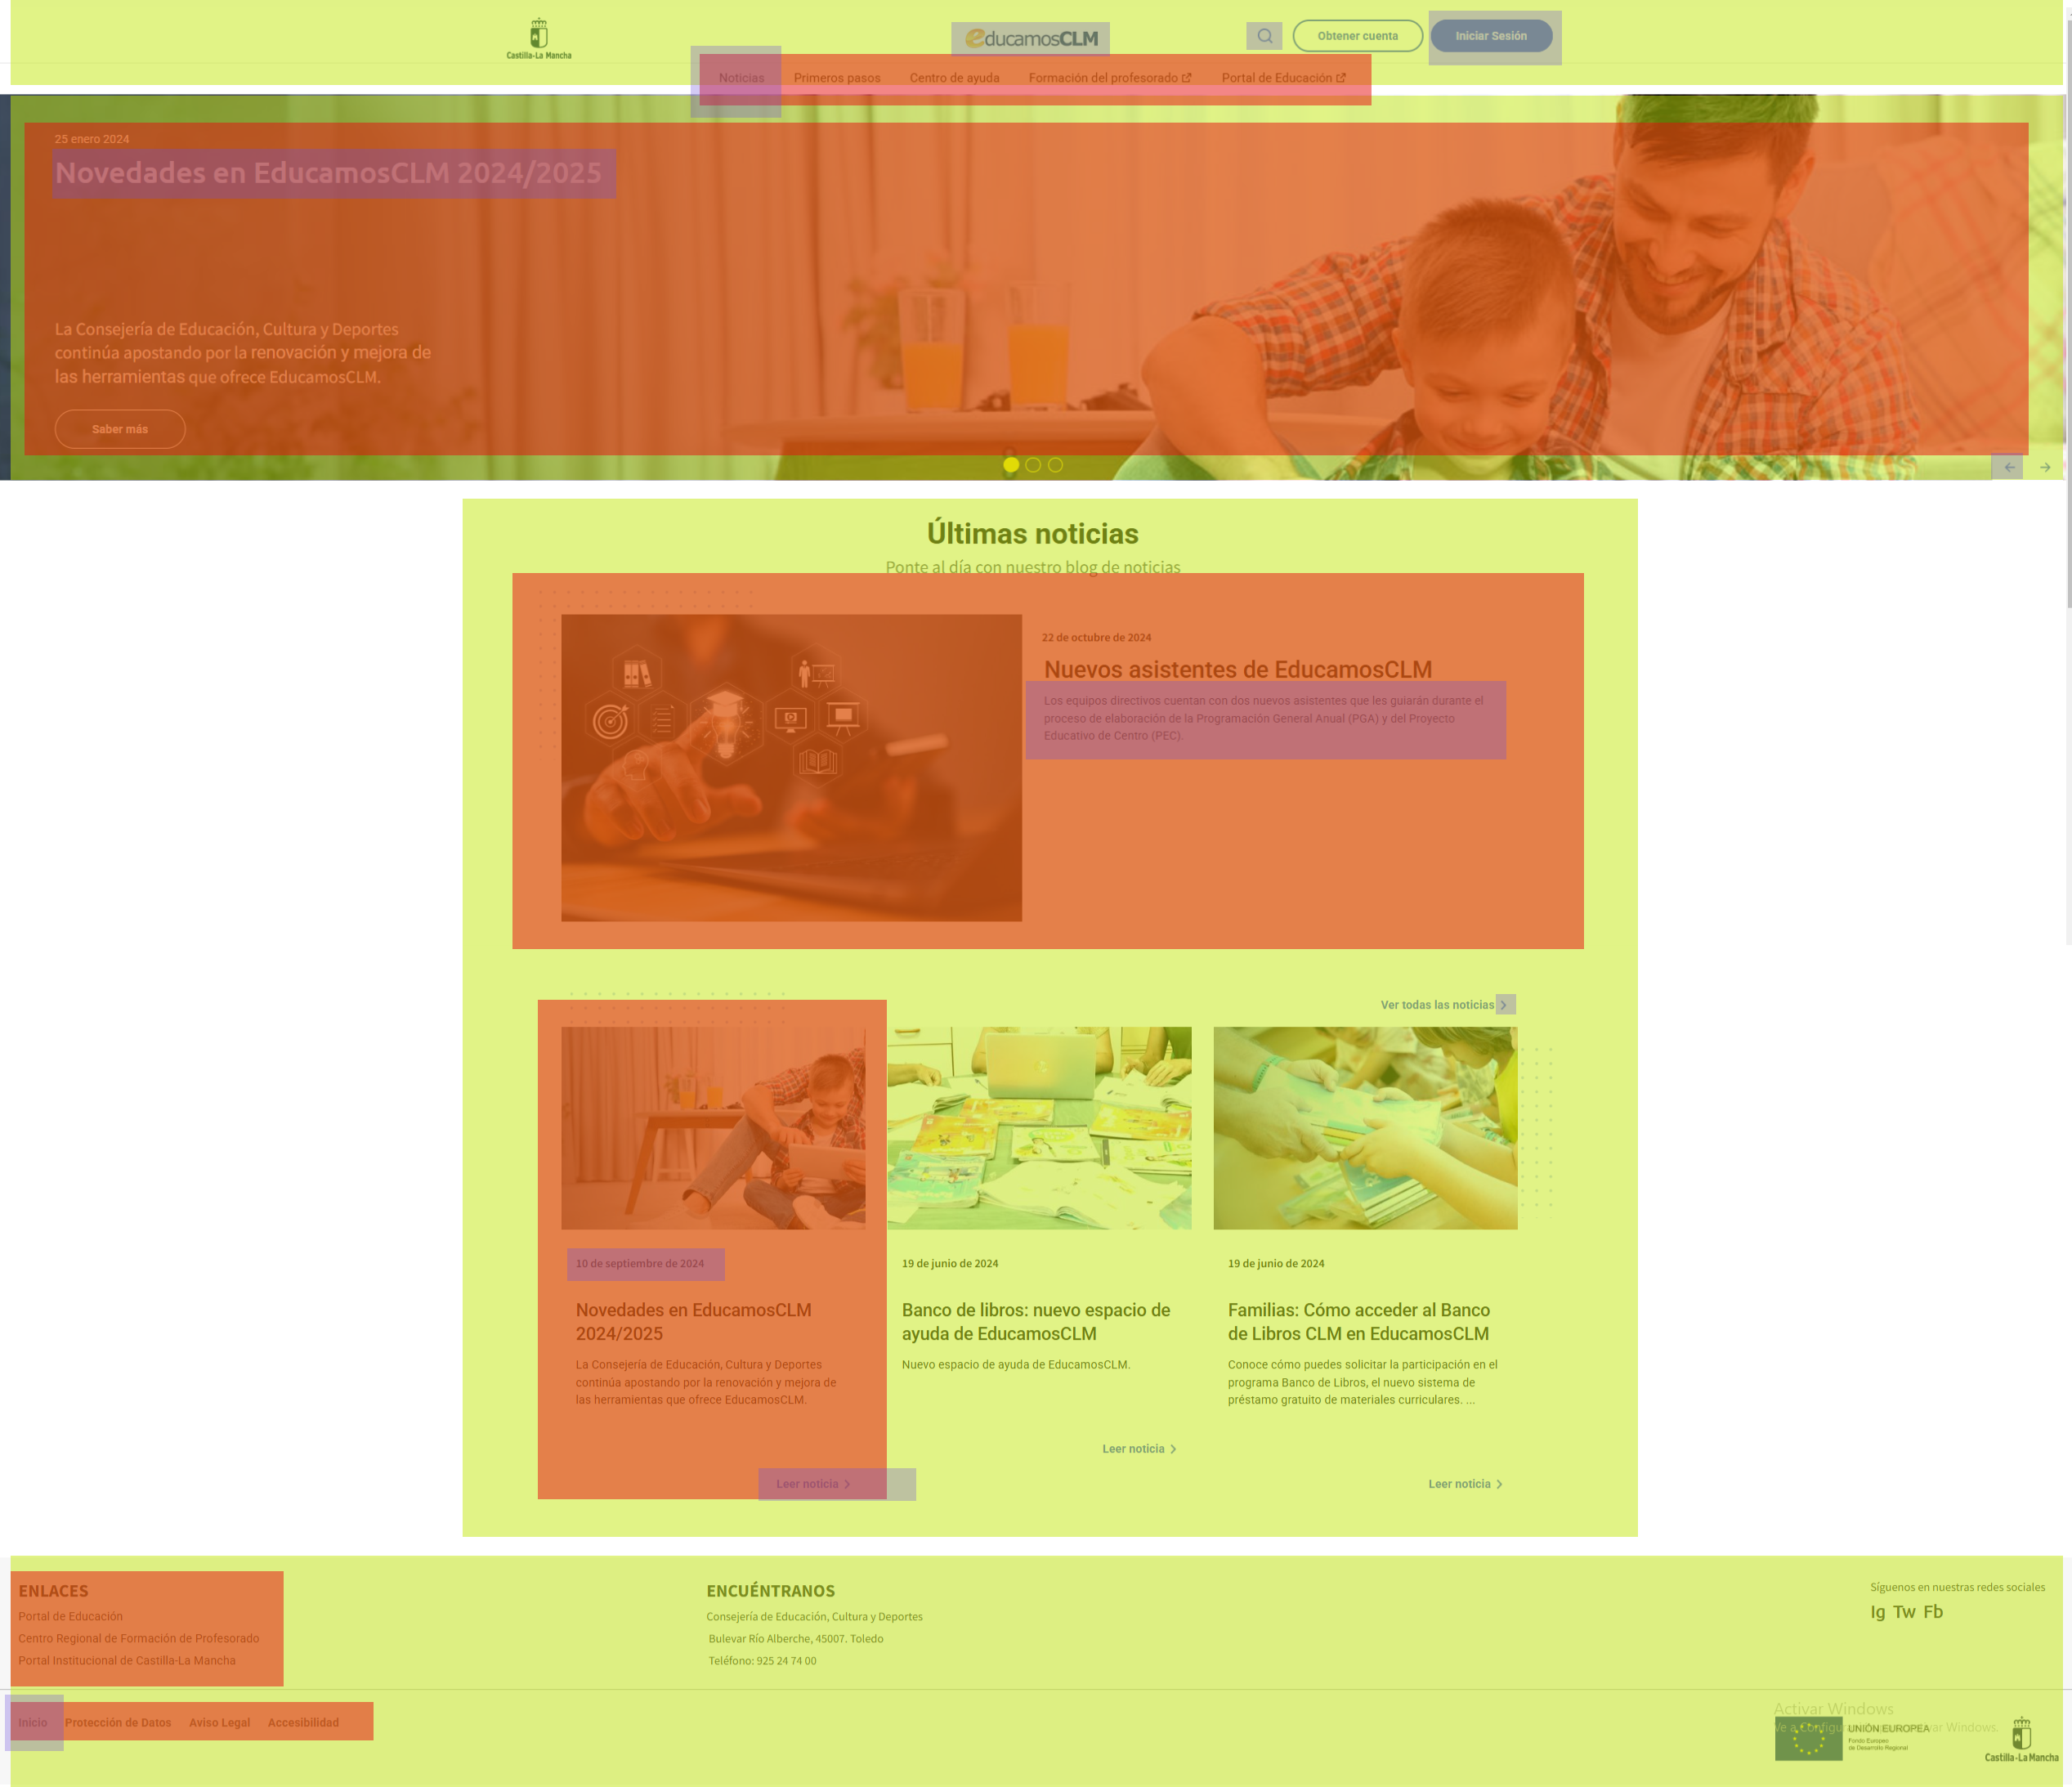 Castilla-La Mancha
educamosCLM
Obtener cuenta
Iniciar Sesión
Noticias Primeros pasos Centro de ayuda Formación del profesorado Portal de Educación
25 enero 2024
Novedades en EducamosCLM 2024/2025
La Consejería de Educación, Cultura y Deportes
continúa apostando por la renovación y mejora de
las herramientas que ofrece EducamosCLM.
Saber más
Últimas noticias
Ponte al día con nuestro blog de noticias
22 de octubre de 2024
Nuevos asistentes de EducamosCLM
Los equipos directivos cuentan con dos nuevos asistentes que les guiarán durante el
proceso de elaboración de la Programación General Anual (PGA) y del Proyecto
Educativo de Centro (PEC).
Ver todas las noticias
10 de septiembre de 2024
Novedades en EducamosCLM
2024/2025
La Consejería de Educación, Cultura y Deportes
continúa apostando por la renovación y mejora de
las herramientas que ofrece EducamosCLM.
Leer noticia
19 de junio de 2024
Banco de libros: nuevo espacio de
ayuda de EducamosCLM
Nuevo espacio de ayuda de EducamosCLM.
Leer noticia
19 de junio de 2024
Familias: Cómo acceder al Banco
de Libros CLM en EducamosCLM
Conoce cómo puedes solicitar la participación en el
programa Banco de Libros, el nuevo sistema de
préstamo gratuito de materiales curriculares. ...
Leer noticia
ENLACES
Portal de Educación
Centro Regional de Formación de Profesorado
Portal Institucional de Castilla-La Mancha
ENCUÉNTRANOS
Consejería de Educación, Cultura y Deportes
Bulevar Río Alberche, 45007. Toledo
Teléfono: 925 24 74 00
Síguenos en nuestras redes sociales
Ig Tw Fb
Inicio Protección de Datos Aviso Legal Accesibilidad
Activar Windows
Ve a Windows.
UNIÓN EUROPEA
Fondo Europeo
de Desarrollo Regional
Castilla-La Mancha